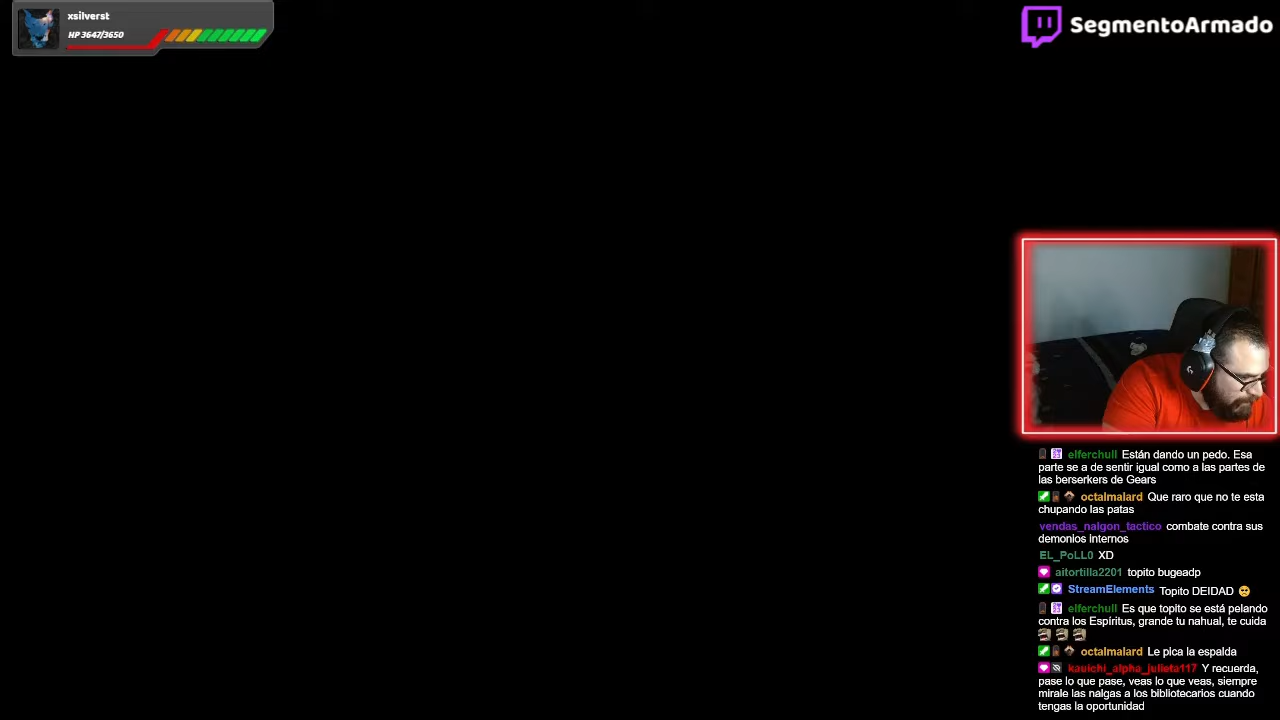 xsilverst
HP 3647/3650
SegmentoArmado
elferchull Están dando un pedo. Esa
parte se a de sentir igual como a las partes de
las berserkers de Gears
octalmalard Que raro que no te esta
chupando las patas
vendas_nalgon_tactico combate contra sus
demonios internos
EL_PoLL0 XD
aitortilla2201 topito bugeadp
StreamElements Topito DEIDAD 🥺
elferchull Es que topito se está pelando
contra los Espíritus, grande tu nahual, te cuida
octalmalard Le pica la espalda
kauichi_alpha_julieta117 Y recuerda,
pase lo que pase, veas lo que veas, siempre
mirale las nalgas a los bibliotecarios cuando
tengas la oportunidad